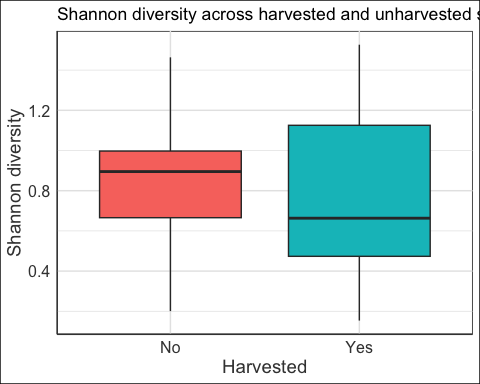 Shannon diversity across harvested and unharvested s
Shannon diversity
1.2
0.8
0.4
No Yes
Harvested